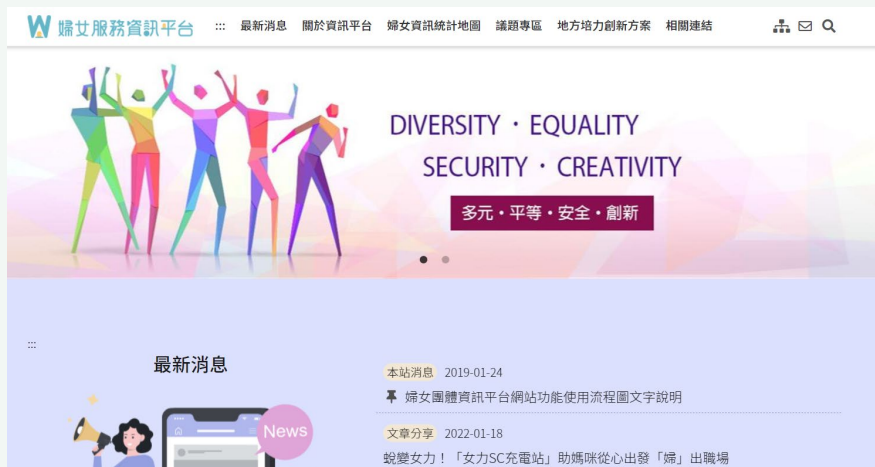 婦女服務資訊平台
:::
最新消息
關於資訊平台
婦女資訊統計地圖
議題專區
地方培力創新方案
相關連結
DIVERSITY・EQUALITY
SECURITY・CREATIVITY
多元・平等・安全・創新
:::
最新消息
News
本站消息 2019-01-24
婦女團體資訊平台網站功能使用流程圖文字說明
文章分享 2022-01-18
蛻變女力！「女力SC充電站」助媽咪從心出發「婦」出職場